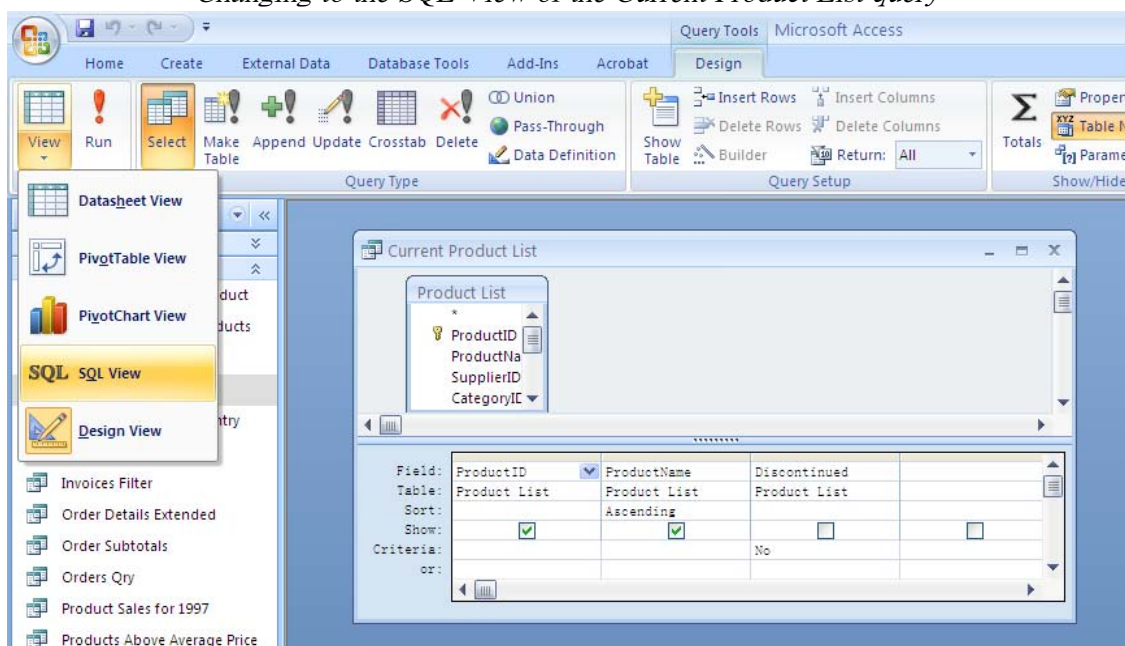 Changing to the SQL View of the Current Product List query
Query Tools Microsoft Access
Home Create External Data Database Tools Add-Ins Acrobat Design
View Run Select Make Table Append Update Crosstab Delete
Union
Pass-Through
Data Definition
Query Type
Show Table
Insert Rows
Delete Rows
Builder
Insert Columns
Delete Columns
Return: All
Query Setup
Totals
Proper
Table N
Parame
Show/Hide
Datasheet View
PivotTable View
PivotChart View
SQL SQL View
Design View
duct
ducts
ntry
Invoices Filter
Order Details Extended
Order Subtotals
Orders Qry
Product Sales for 1997
Products Above Average Price
Current Product List
Product List
*
ProductID
ProductNa
SupplierID
Field: ProductID ProductName Discontinued
Table: Product List Product List Product List
Sort: Ascending
Show:
Criteria: No
or: